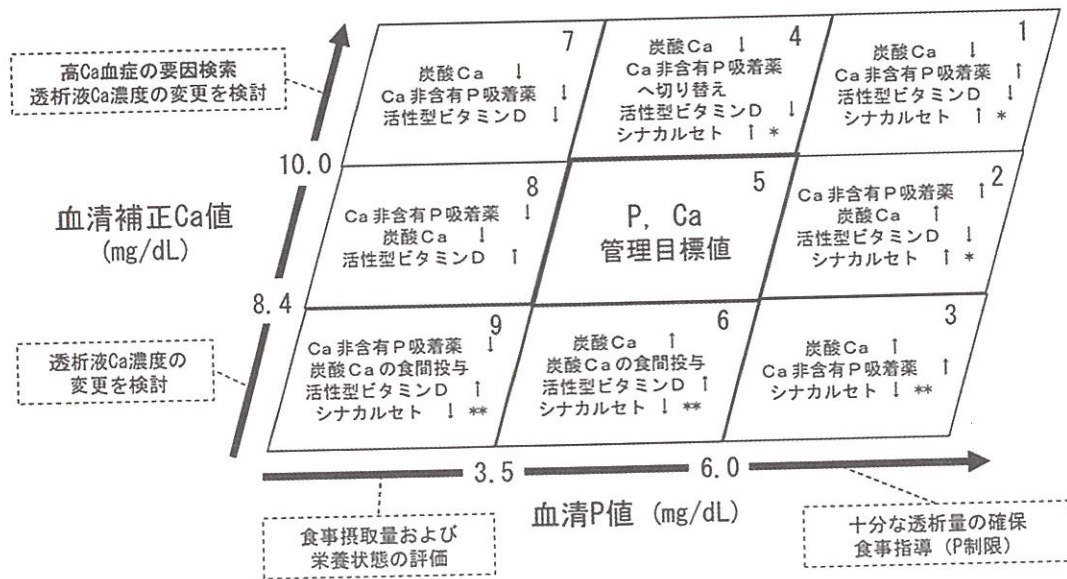 高Ca血症の要因検索
透析液Ca濃度の変更を検討
7
炭酸Ca ↓
Ca非含有P吸着薬 ↓
活性型ビタミンD ↓
4
炭酸Ca ↓
Ca非含有P吸着薬
へ切り替え
活性型ビタミンD ↓
シナカルセト ↑ *
1
炭酸Ca ↓
Ca非含有P吸着薬 ↑
活性型ビタミンD ↓
シナカルセト ↑ *
10.0
血清補正Ca値
(mg/dL)
8
Ca非含有P吸着薬 ↓
炭酸Ca ↓
活性型ビタミンD ↑
5
P, Ca
管理目標値
2
Ca非含有P吸着薬 ↑
炭酸Ca ↑
活性型ビタミンD ↓
シナカルセト ↑ *
8.4
透析液Ca濃度の
変更を検討
9
Ca非含有P吸着薬 ↓
炭酸Caの食間投与
活性型ビタミンD ↑
シナカルセト ↓ **
6
炭酸Ca ↑
炭酸Caの食間投与
活性型ビタミンD ↑
シナカルセト ↓ **
3
炭酸Ca ↑
Ca非含有P吸着薬 ↑
シナカルセト ↓ **
3.5
6.0
血清P値 (mg/dL)
食事摂取量および
栄養状態の評価
十分な透析量の確保
食事指導 (P制限)